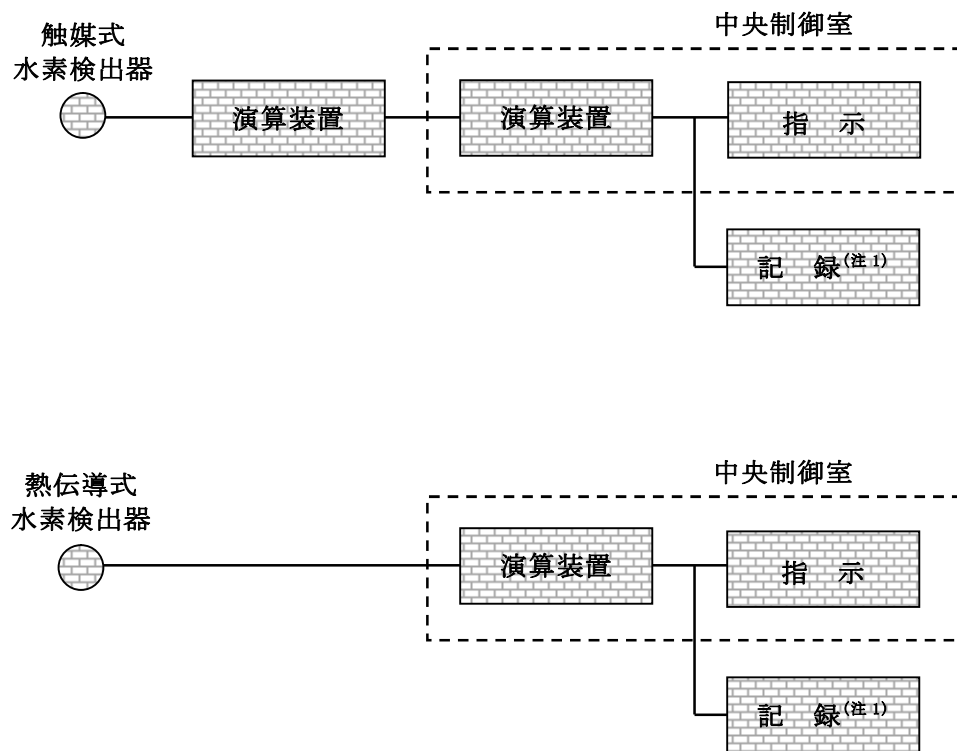 中央制御室
触媒式
水素検出器
演算装置
演算装置
指 示
記 録(注1)
中央制御室
熱伝導式
水素検出器
演算装置
指 示
記 録(注1)